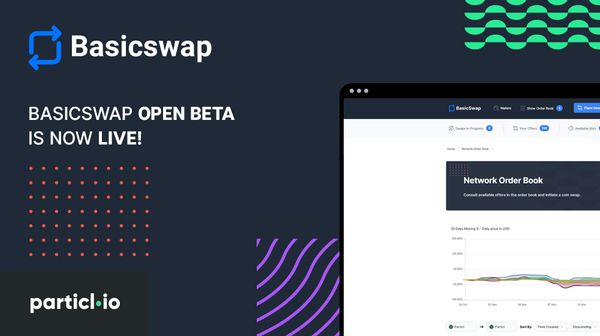 Basicswap
BASICSWAP OPEN BETA
IS NOW LIVE!
particl.io
BasicSwap
Wallets
Show Order Book
Place new
Swaps in Progress
Your Offers
Available Bids
Home / Network Order Book
Network Order Book
Consult available offers in the order book and initiate a coin swap.
30 Days Moving % - Daily price in USD
Particl
Particl
Sort By: Time Created
Descending